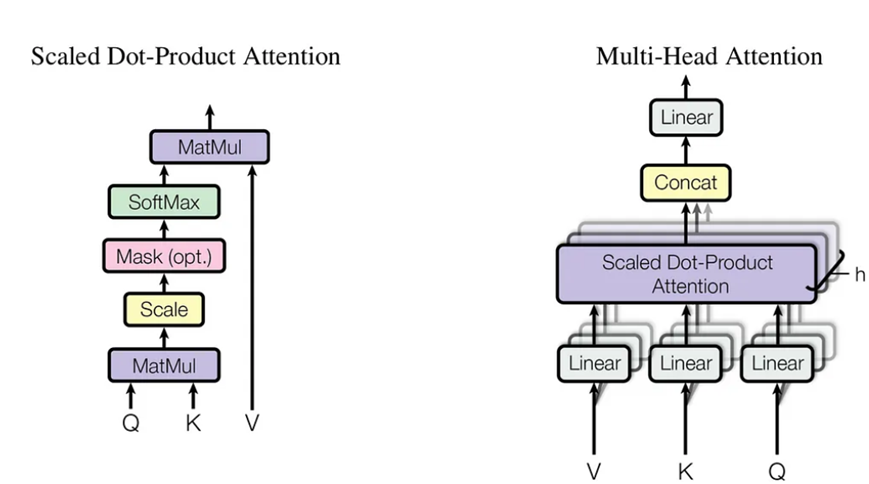 Scaled Dot-Product Attention
MatMul
SoftMax
Mask (opt.)
Scale
MatMul
Q K V
Multi-Head Attention
Linear
Concat
Scaled Dot-Product
Attention
h
Linear Linear Linear
V K Q